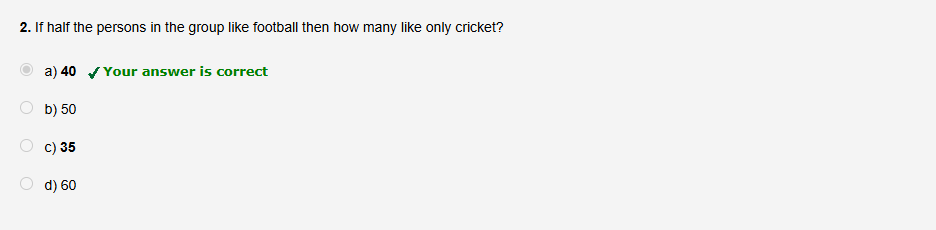 2. If half the persons in the group like football then how many like only cricket?
a) 40 ✓Your answer is correct
b) 50
c) 35
d) 60